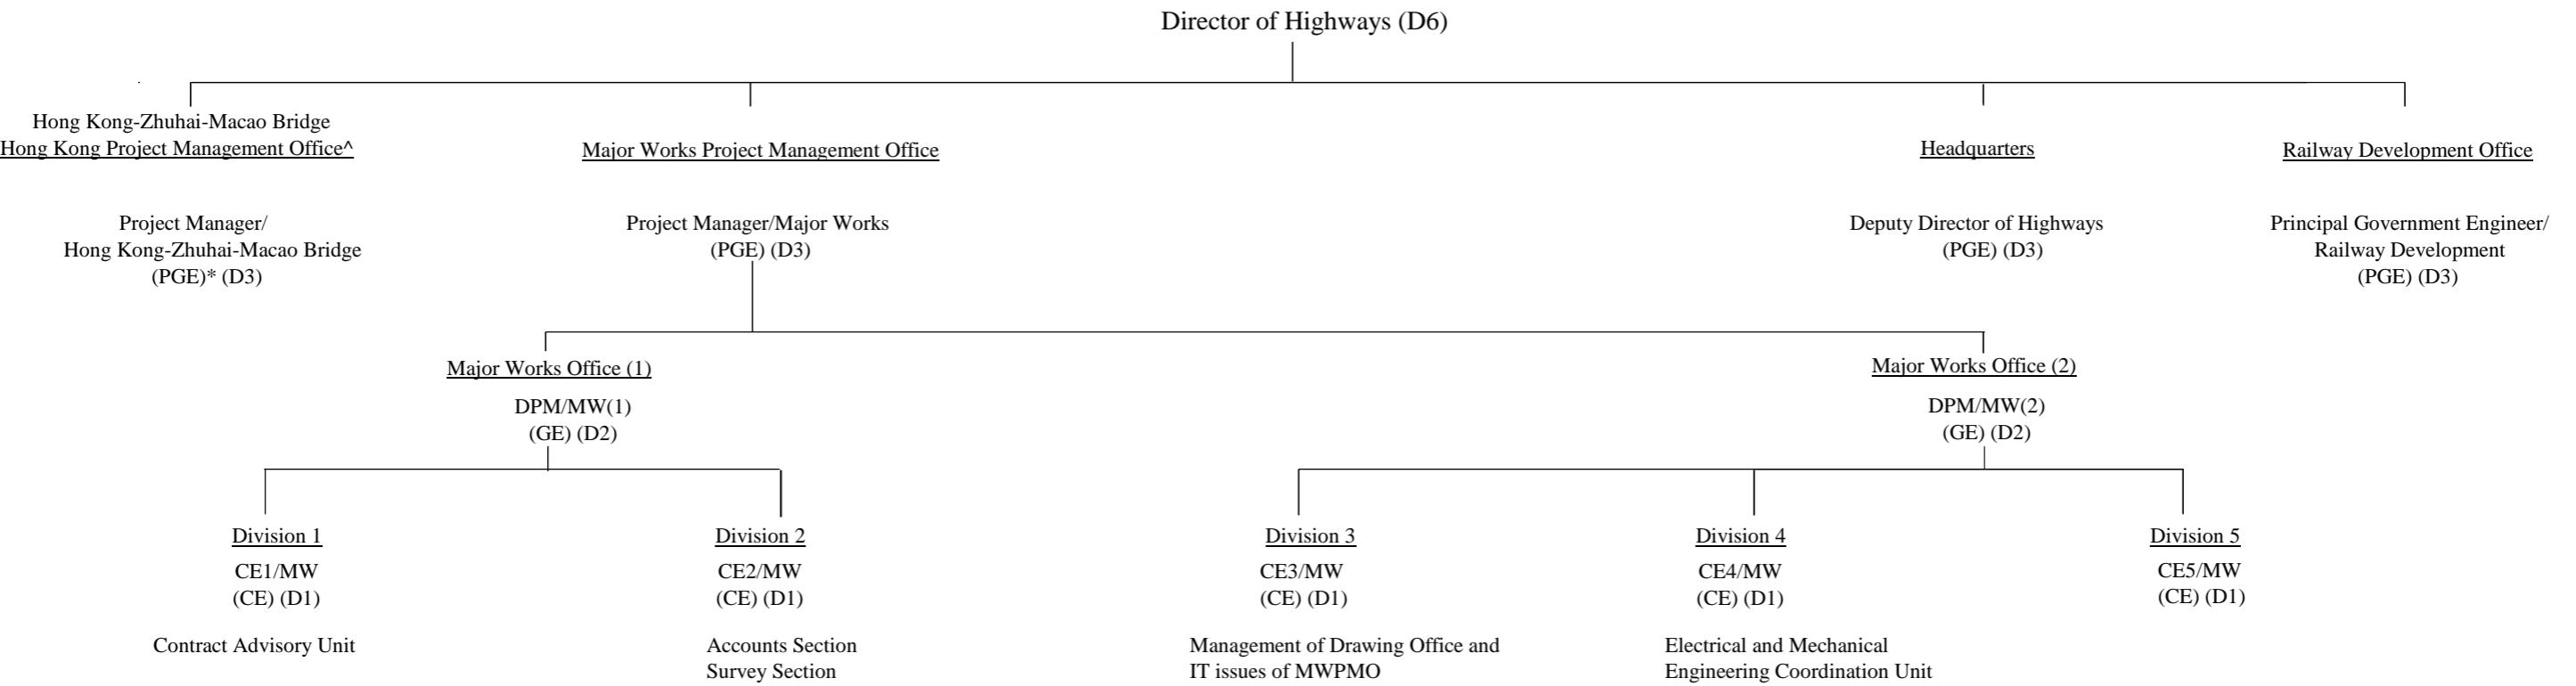 Director of Highways (D6)
Hong Kong-Zhuhai-Macao Bridge
Hong Kong Project Management Office^
Major Works Project Management Office
Headquarters
Railway Development Office
Project Manager/
Hong Kong-Zhuhai-Macao Bridge
(PGE)* (D3)
Project Manager/Major Works
(PGE) (D3)
Deputy Director of Highways
(PGE) (D3)
Principal Government Engineer/
Railway Development
(PGE) (D3)
Major Works Office (1)
DPM/MW(1)
(GE) (D2)
Major Works Office (2)
DPM/MW(2)
(GE) (D2)
Division 1
CE1/MW
(CE) (D1)
Contract Advisory Unit
Division 2
CE2/MW
(CE) (D1)
Accounts Section
Survey Section
Division 3
CE3/MW
(CE) (D1)
Management of Drawing Office and
IT issues of MWPMO
Division 4
CE4/MW
(CE) (D1)
Electrical and Mechanical
Engineering Coordination Unit
Division 5
CE5/MW
(CE) (D1)